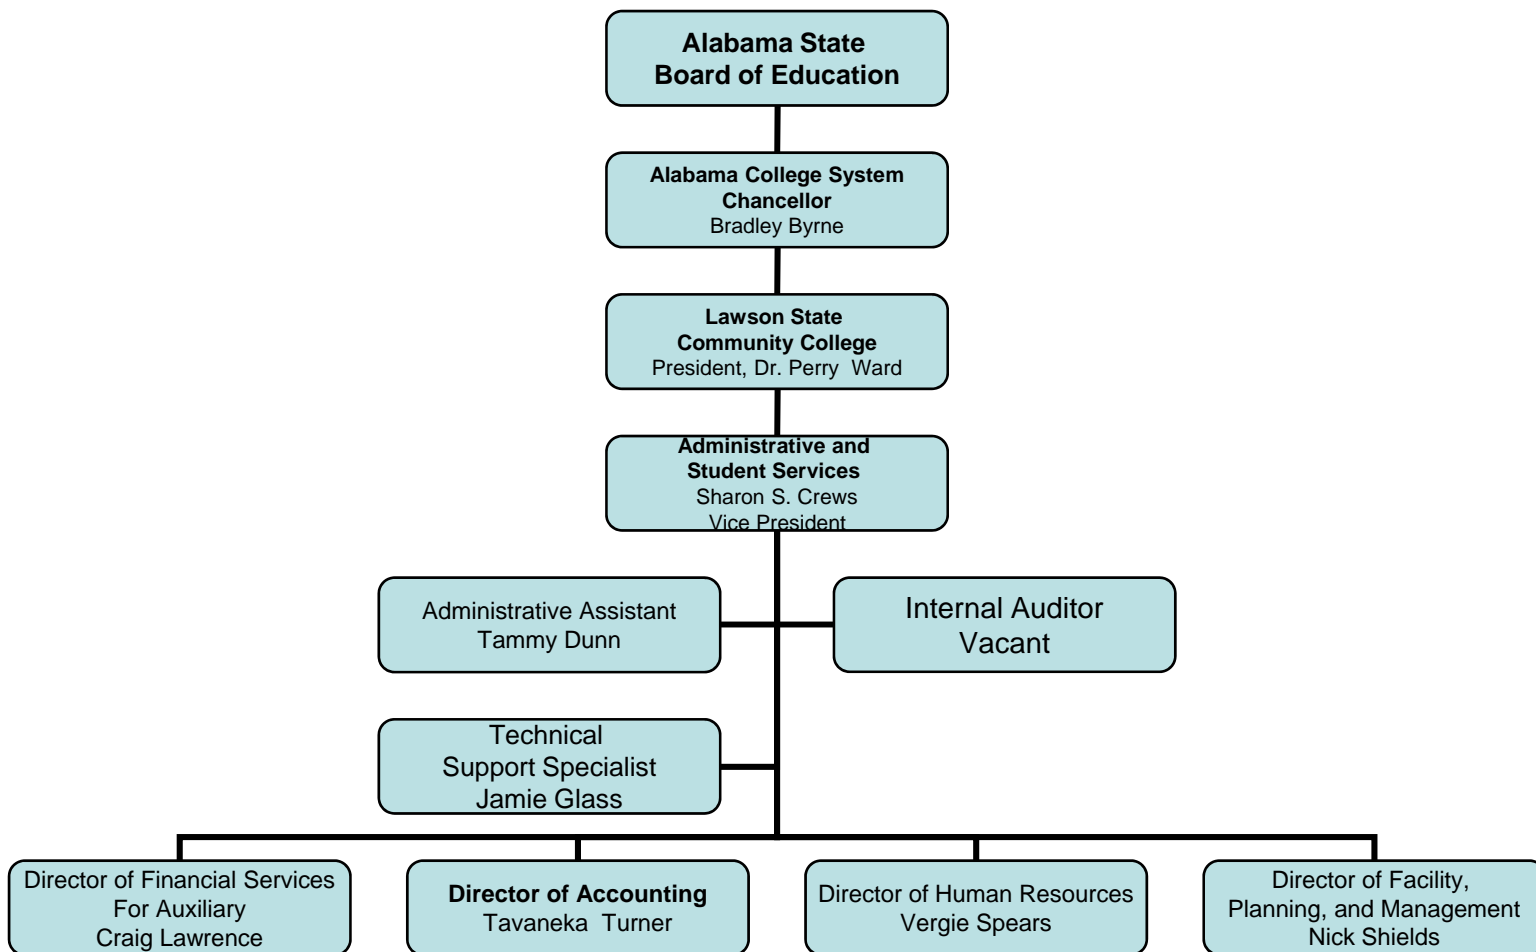 Alabama State
Board of Education
Alabama College System
Chancellor
Bradley Byrne
Lawson State
Community College
President, Dr. Perry  Ward
Administrative and
Student Services
Sharon S. Crews
Vice President
Administrative Assistant
Tammy Dunn
Internal Auditor
Vacant
Technical
Support Specialist
Jamie Glass
Director of Financial Services
For Auxiliary
Craig Lawrence
Director of Accounting
Tavaneka  Turner
Director of Human Resources
Vergie Spears
Director of Facility,
Planning, and Management
Nick Shields